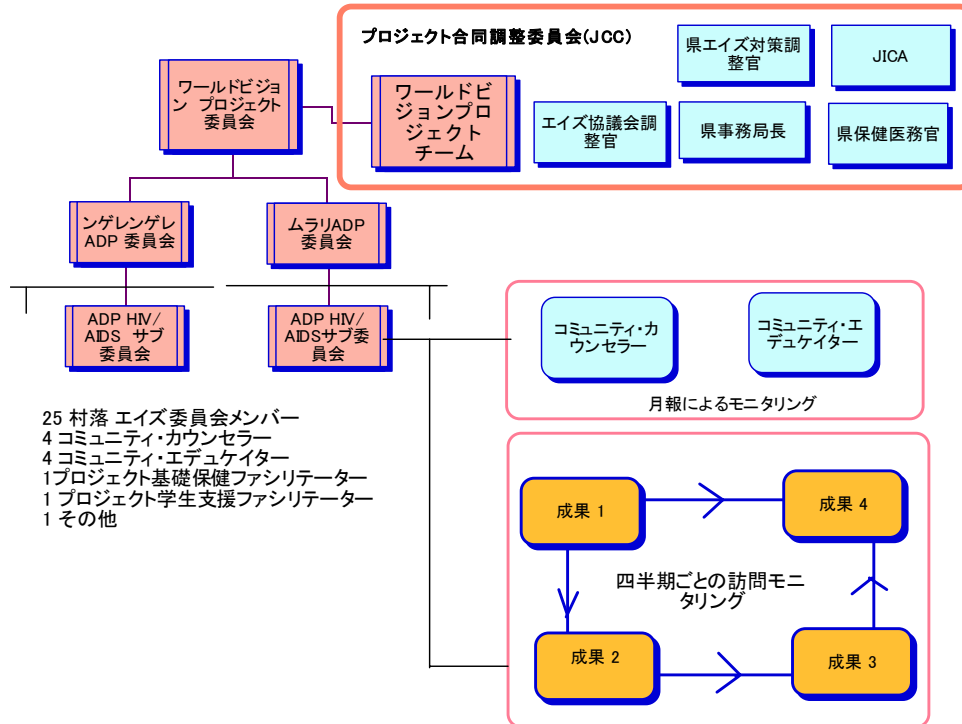 プロジェクト合同調整委員会(JCC)
県エイズ対策調
整官
JICA
ワールドビジョ
ン プロジェクト
委員会
ワールドビ
ジョンプロ
ジェクト
チーム
エイズ協議会調
整官
県事務局長
県保健医務官
ンゲレンゲレ
ADP 委員会
ムラリADP
委員会
ADP HIV/
AIDS サブ
委員会
ADP HIV/
AIDSサブ委
員会
コミュニティ・カ
ウンセラー
コミュニティ・エ
デュケイター
月報によるモニタリング
25 村落 エイズ委員会メンバー
4 コミュニティ・カウンセラー
4 コミュニティ・エデュケイター
1プロジェクト基礎保健ファシリテーター
1 プロジェクト学生支援ファシリテーター
1 その他
成果 1
成果 4
四半期ごとの訪問モニ
タリング
成果 2
成果 3